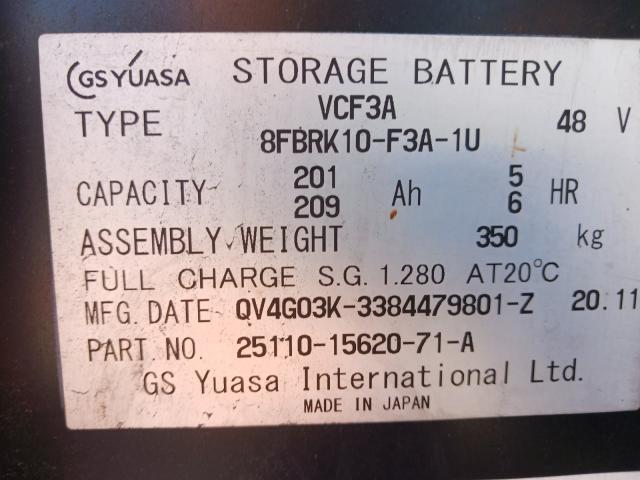 GS YUASA STORAGE BATTERY
TYPE VCF3A 48 V
8FBRK10-F3A-1U
CAPACITY 201 Ah 5 HR
209 6
ASSEMBLY WEIGHT 350 kg
FULL CHARGE S.G. 1.280 AT20°C
MFG. DATE QV4G03K-3384479801-Z 20.11
PART NO. 25110-15620-71-A
GS Yuasa International Ltd.
MADE IN JAPAN